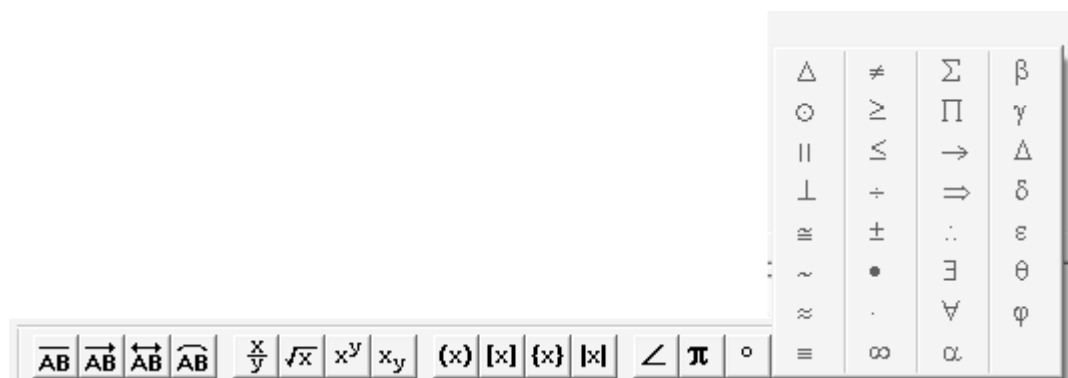 △ ≠ Σ β
⊙ ≥ Π γ
|| ≤ → Δ
⊥ ÷ ⇒ δ
≅ ± ∴ ε
~ • ∃ θ
≈ · ∀ φ
≡ ∞ α
AB AB AB AB x/y √x x^y x_y (x) [x] {x} |x| ∠ π °